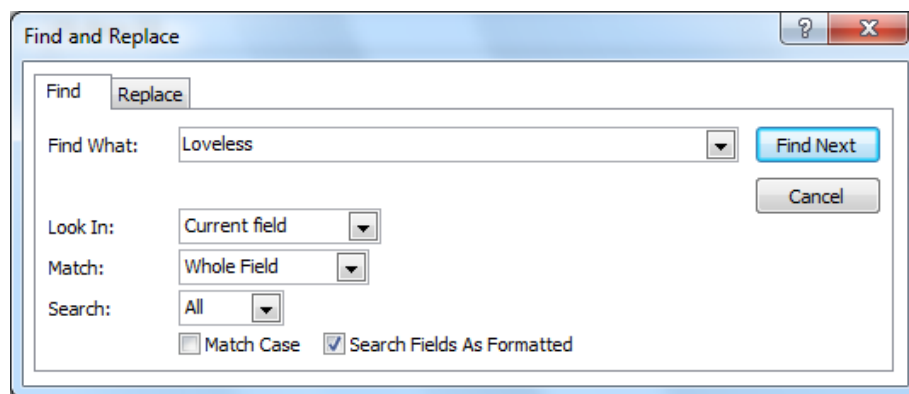 Find and Replace
Find Replace
Find What: Loveless Find Next
Cancel
Look In: Current field
Match: Whole Field
Search: All
Match Case Search Fields As Formatted